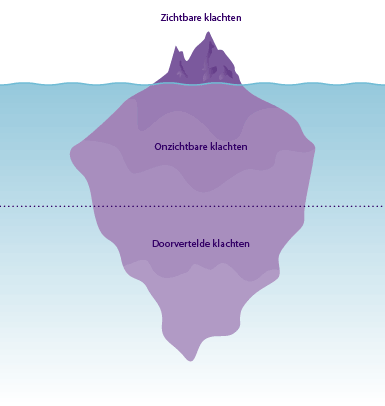 Zichtbare klachten
Onzichtbare klachten
Doorvertelde klachten